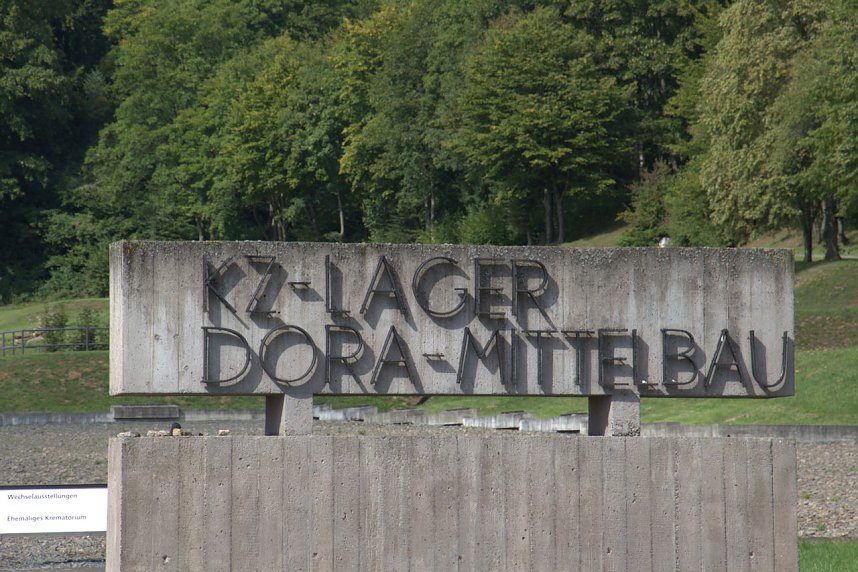 KZ-LAGER
DORA-MITTELBAU
Wechselausstellungen
Ehemaliges Krematorium